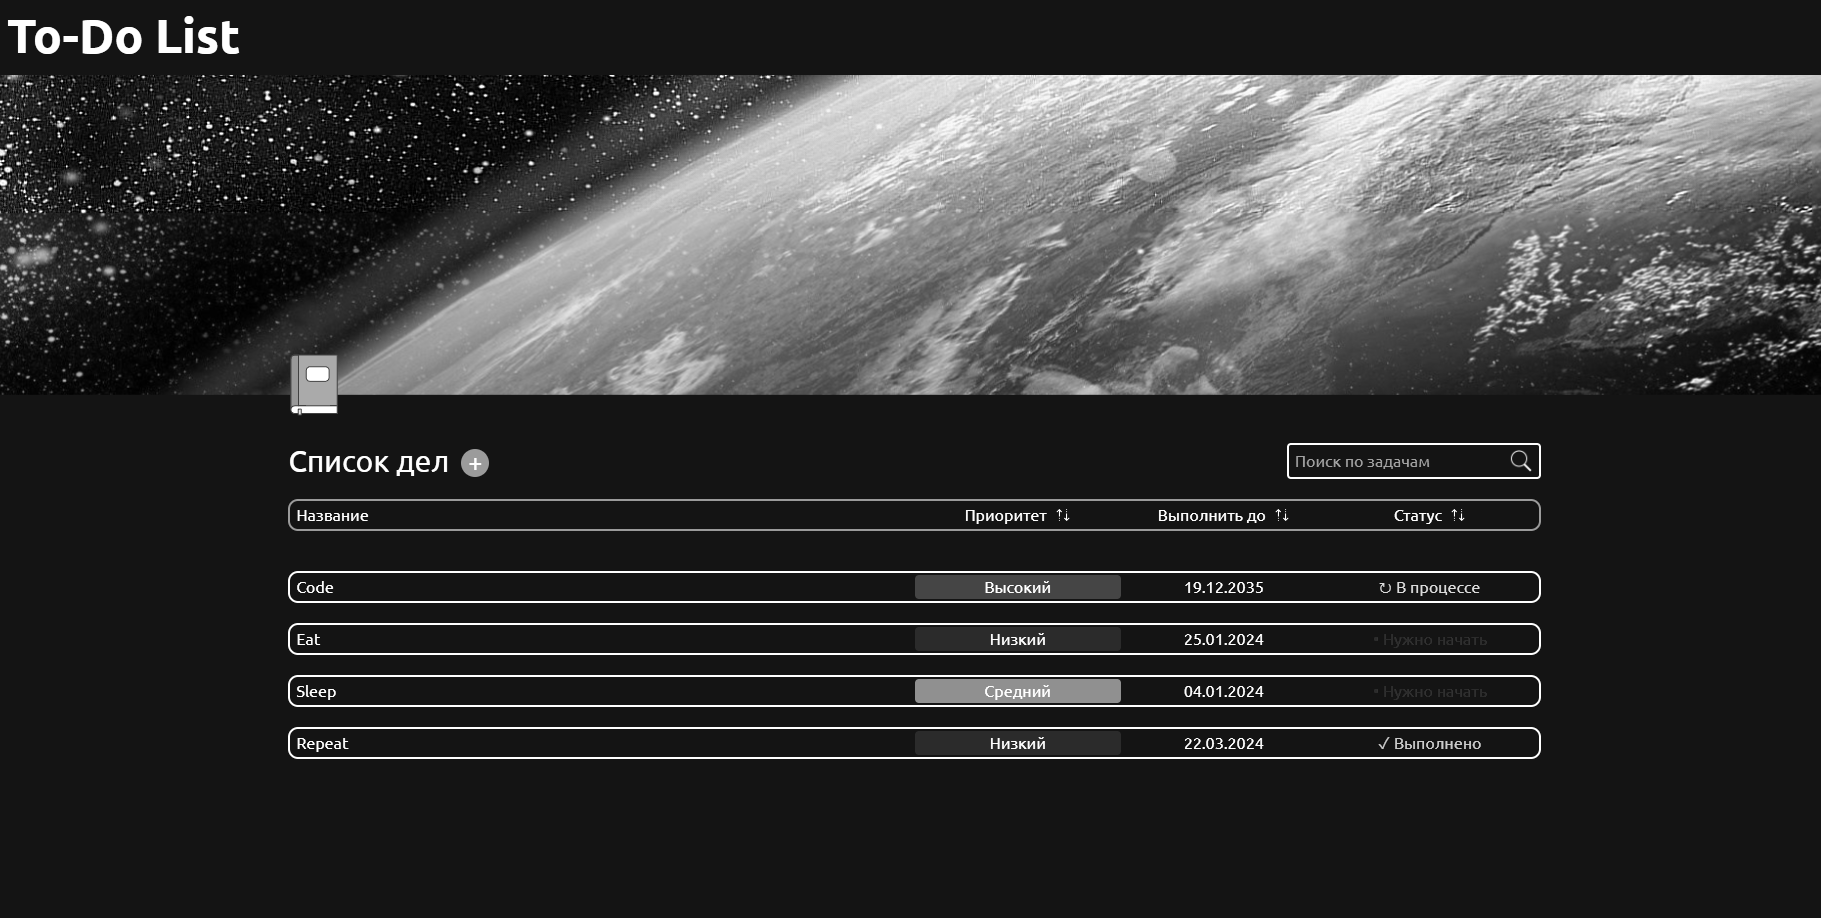 To-Do List
Список дел +
Поиск по задачам
Название Приоритет ↑↓ Выполнить до ↑↓ Статус ↑↓
Code Высокий 19.12.2035 ↻ В процессе
Eat Низкий 25.01.2024 • Нужно начать
Sleep Средний 04.01.2024 • Нужно начать
Repeat Низкий 22.03.2024 ✓ Выполнено